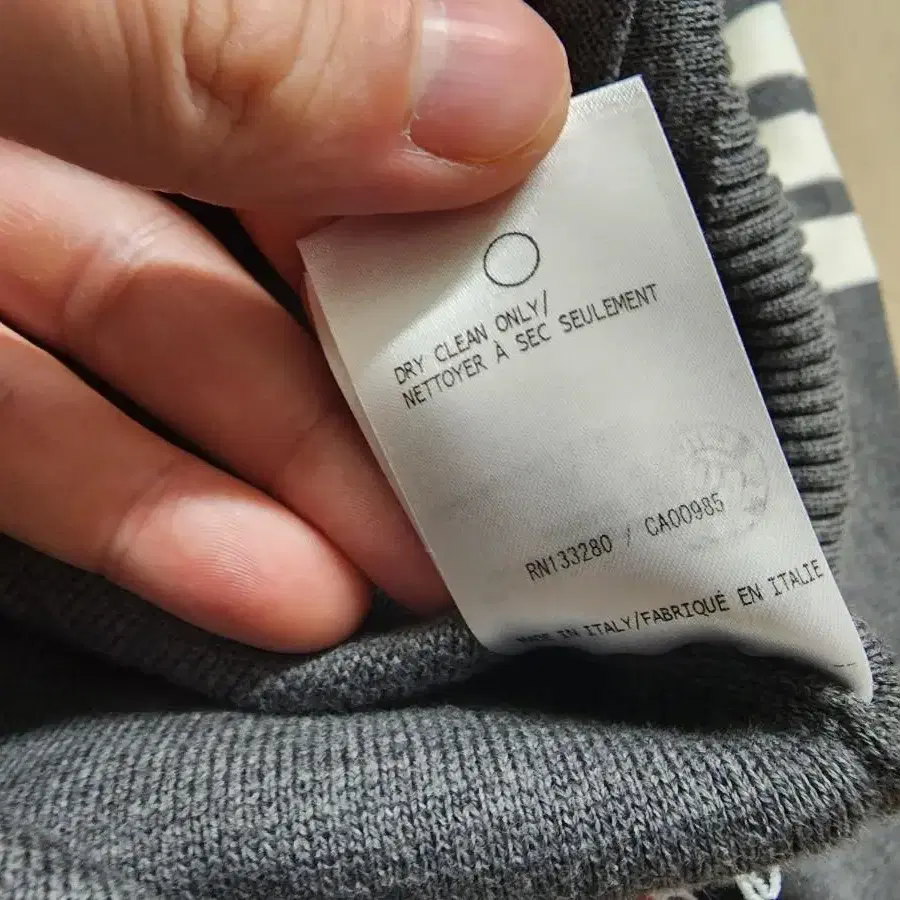 DRY CLEAN ONLY/
NETTOYER À SEC SEULEMENT
RN133280 / CA00985
MADE IN ITALY/FABRIQUÉ EN ITALIE